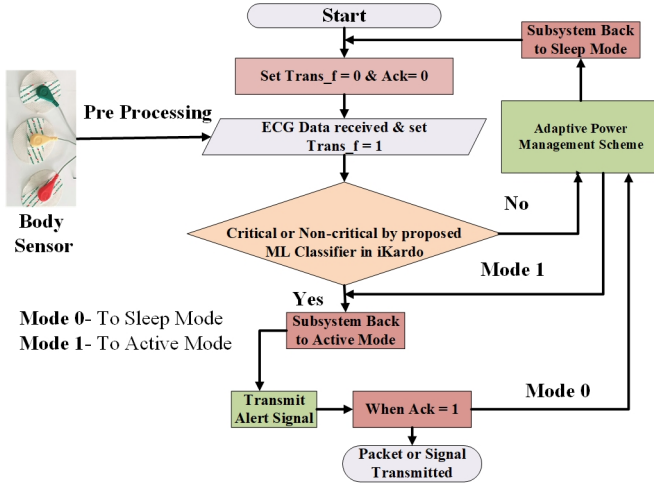 Start
Subsystem Back
to Sleep Mode
Set Trans_f = 0 & Ack= 0
Pre Processing
ECG Data received & set
Trans_f = 1
Adaptive Power
Management Scheme
Body
Sensor
No
Critical or Non-critical by proposed
ML Classifier in iKardo
Mode 1
Yes
Mode 0- To Sleep Mode
Mode 1- To Active Mode
Subsystem Back
to Active Mode
Transmit
Alert Signal
When Ack = 1
Mode 0
Packet or Signal
Transmitted